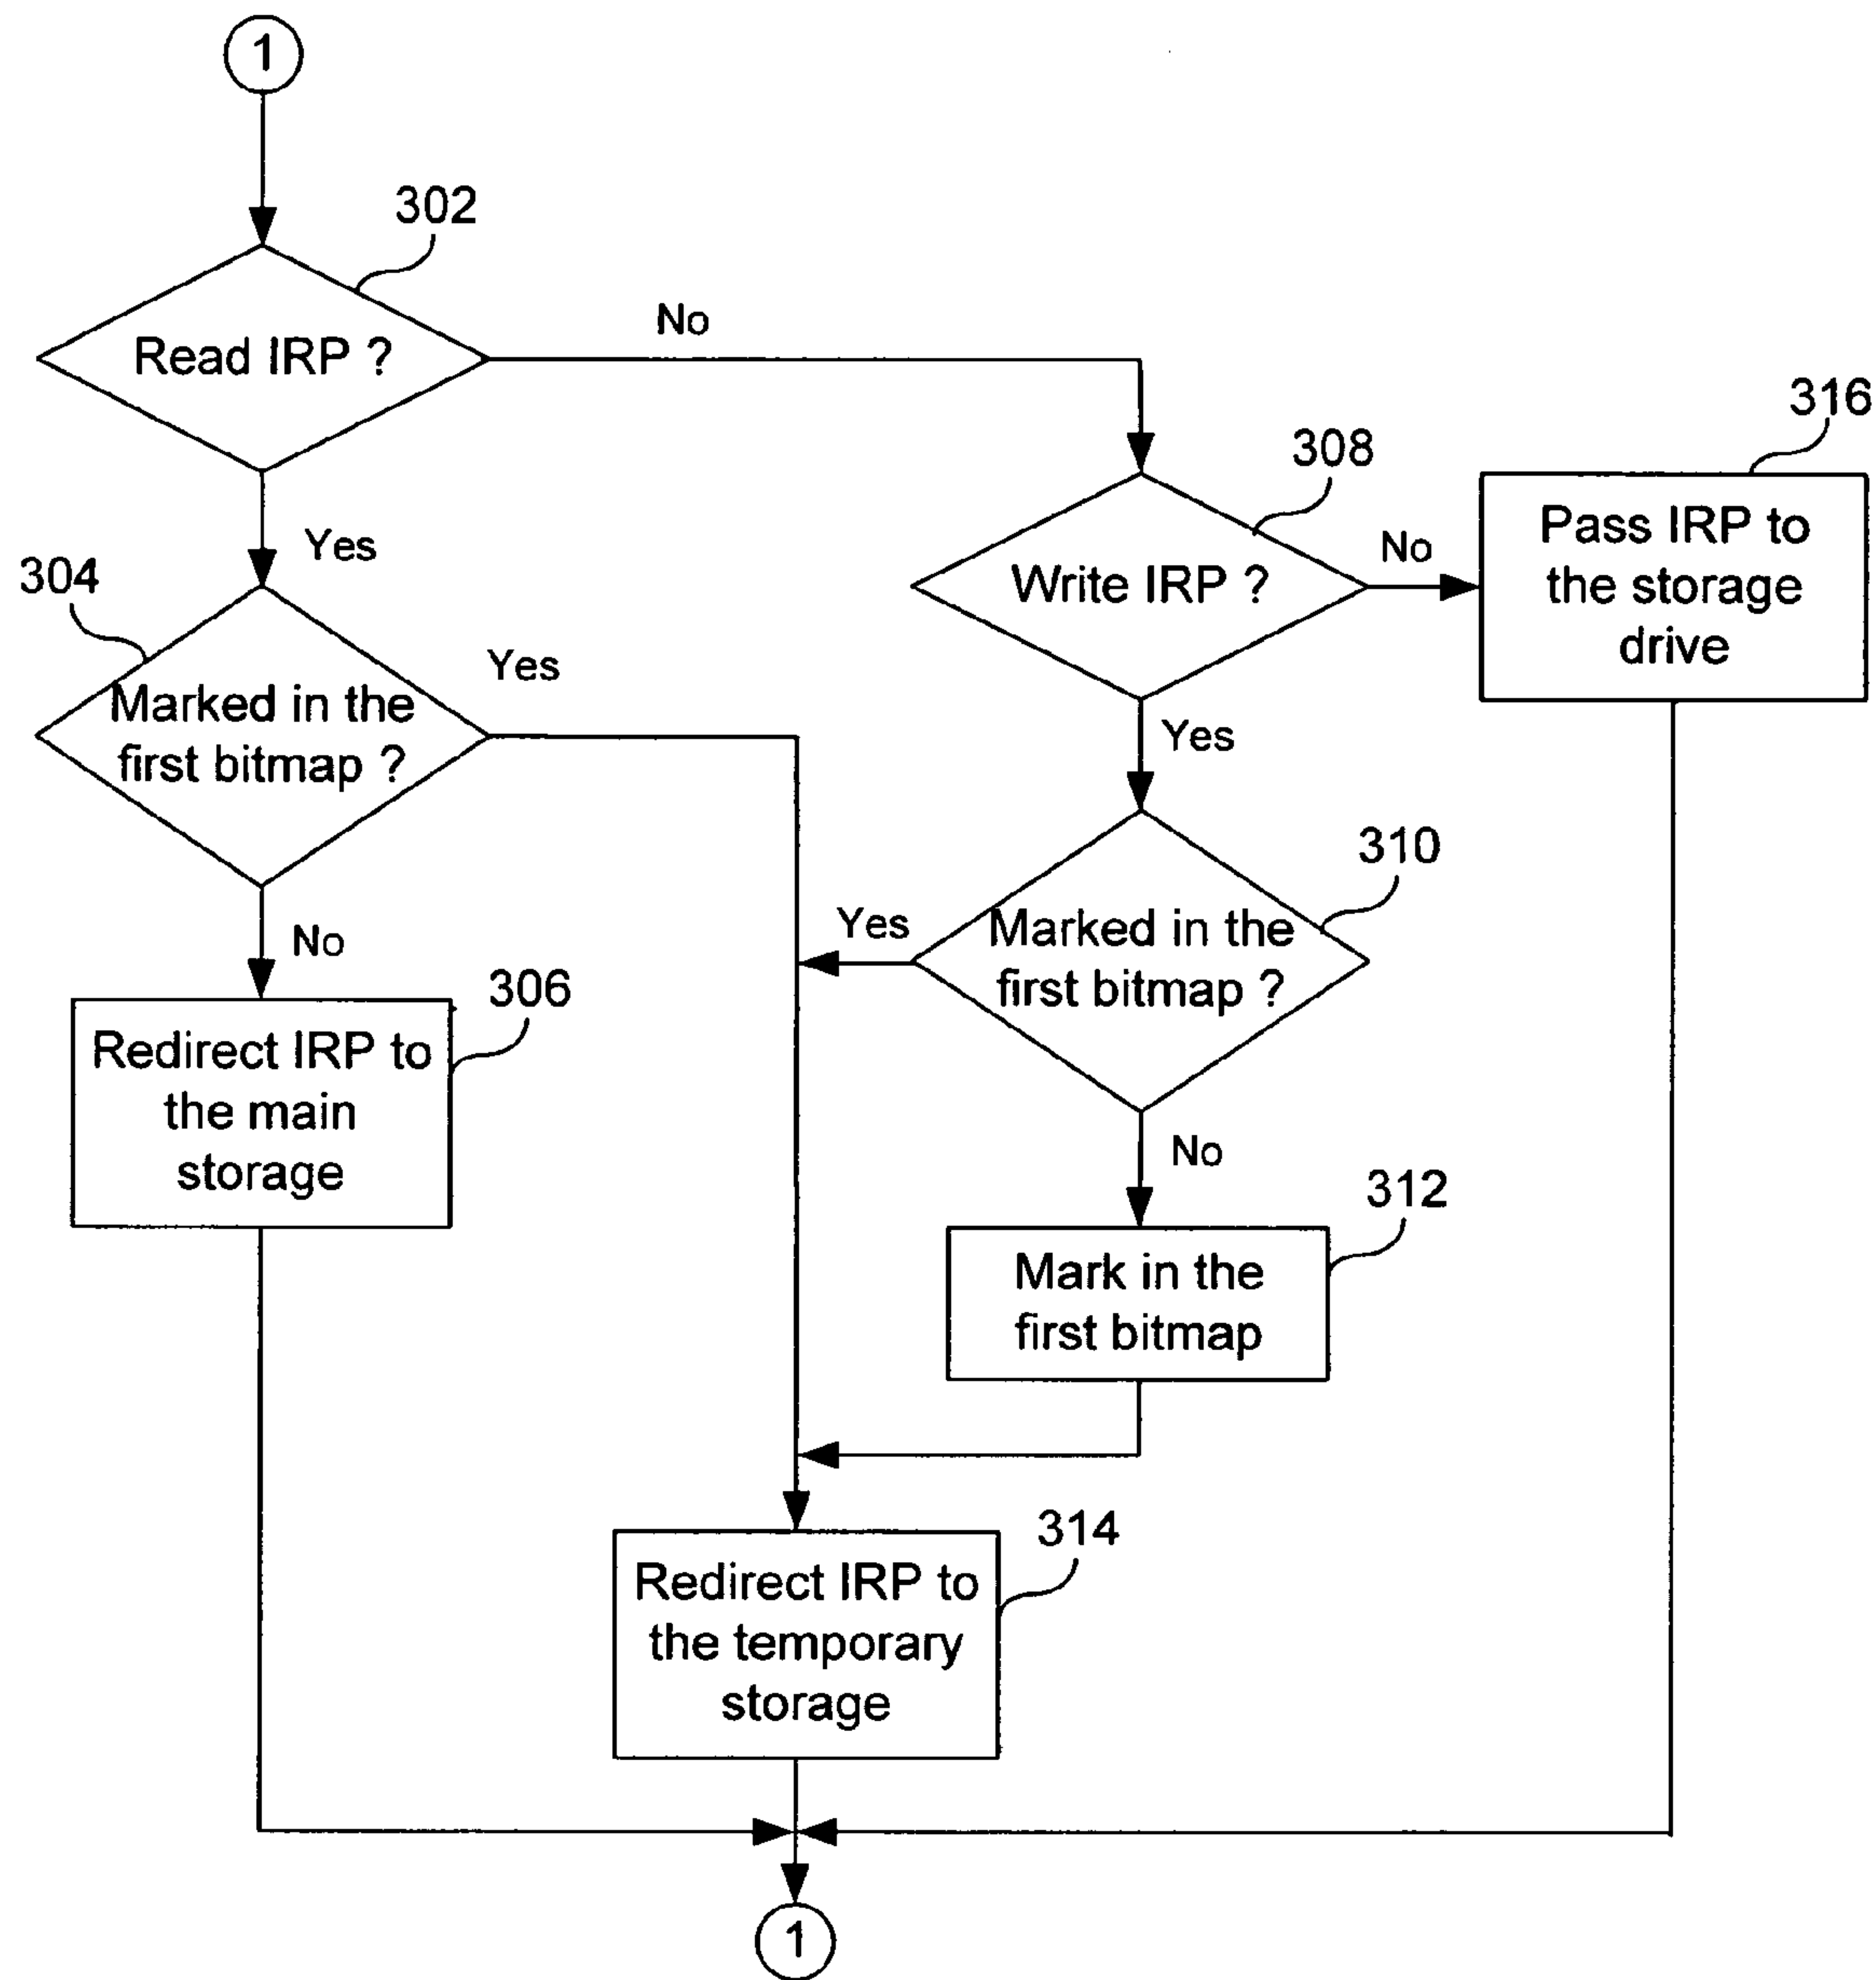 1
302
Read IRP ?
No
316
308
Pass IRP to
the storage
drive
No
Write IRP ?
Yes
304
Yes
Marked in the
first bitmap ?
Yes
310
Yes
Marked in the
first bitmap ?
No
306
Redirect IRP to
the main
storage
No
312
Mark in the
first bitmap
314
Redirect IRP to
the temporary
storage
1